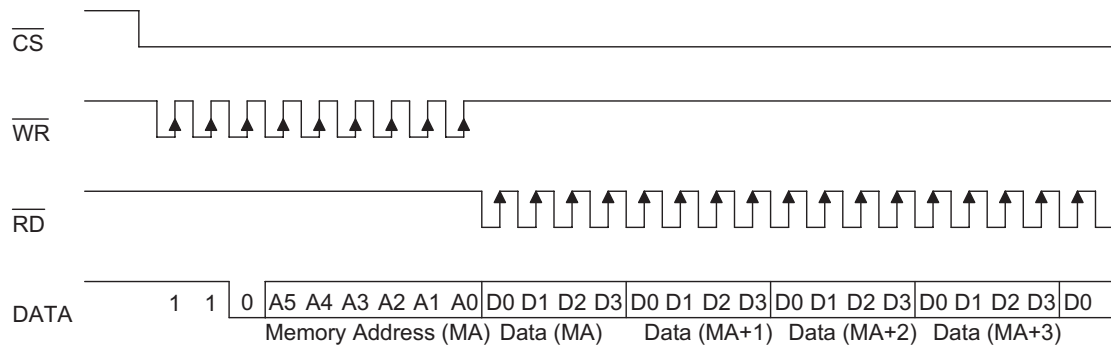 CS
WR
RD
DATA 1 1 0 A5 A4 A3 A2 A1 A0 D0 D1 D2 D3 D0 D1 D2 D3 D0 D1 D2 D3 D0 D1 D2 D3 D0
Memory Address (MA) Data (MA) Data (MA+1) Data (MA+2) Data (MA+3)